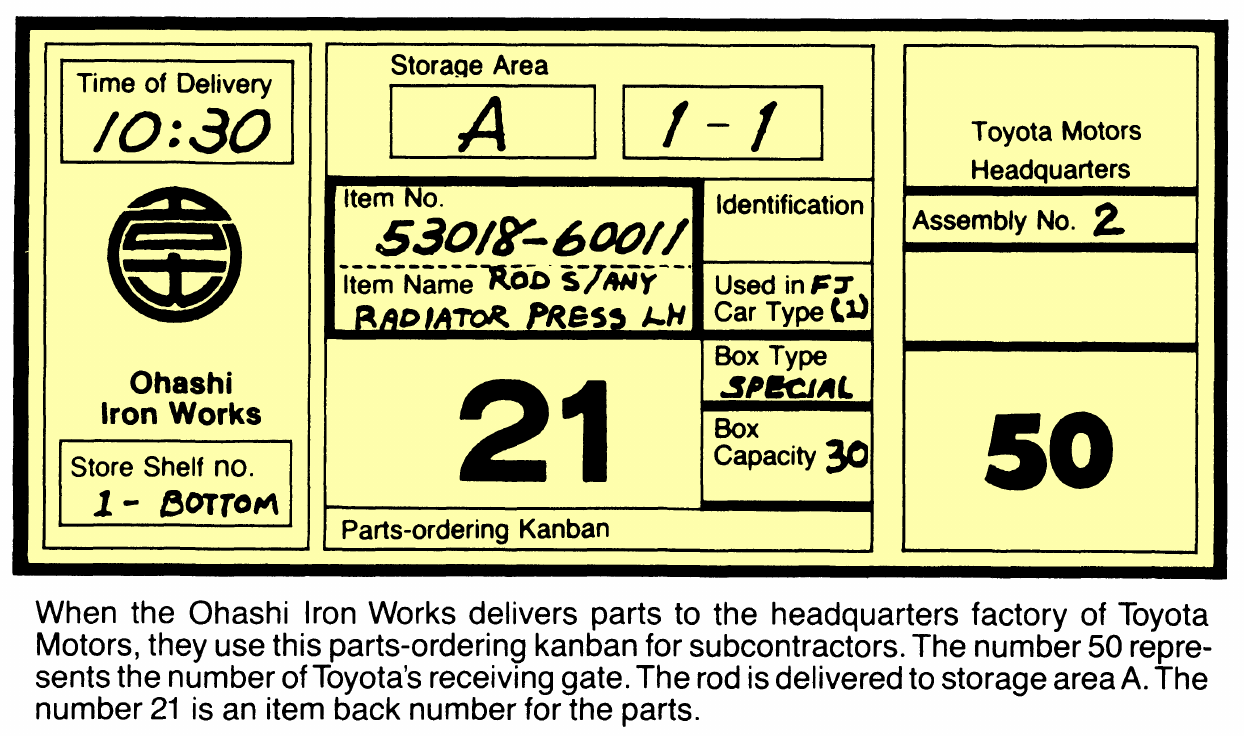 Time of Delivery
10:30
Ohashi
Iron Works
Store Shelf no.
1 - BOTTOM
Storage Area
A 1 - 1
Item No.
53018-60011
Item Name ROD S/ANY
RADIATOR PRESS LH
Identification
Used in FJ
Car Type (1)
21
Box Type
SPECIAL
Box
Capacity 30
Parts-ordering Kanban
Toyota Motors
Headquarters
Assembly No. 2
50
When the Ohashi Iron Works delivers parts to the headquarters factory of Toyota
Motors, they use this parts-ordering kanban for subcontractors. The number 50 repre-
sents the number of Toyota's receiving gate. The rod is delivered to storage area A. The
number 21 is an item back number for the parts.